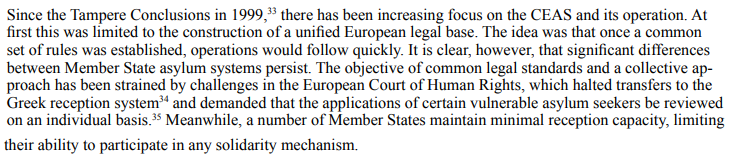 Since the Tampere Conclusions in 1999,³³ there has been increasing focus on the CEAS and its operation. At
first this was limited to the construction of a unified European legal base. The idea was that once a common
set of rules was established, operations would follow quickly. It is clear, however, that significant differences
between Member State asylum systems persist. The objective of common legal standards and a collective ap-
proach has been strained by challenges in the European Court of Human Rights, which halted transfers to the
Greek reception system³⁴ and demanded that the applications of certain vulnerable asylum seekers be reviewed
on an individual basis.³⁵ Meanwhile, a number of Member States maintain minimal reception capacity, limiting
their ability to participate in any solidarity mechanism.